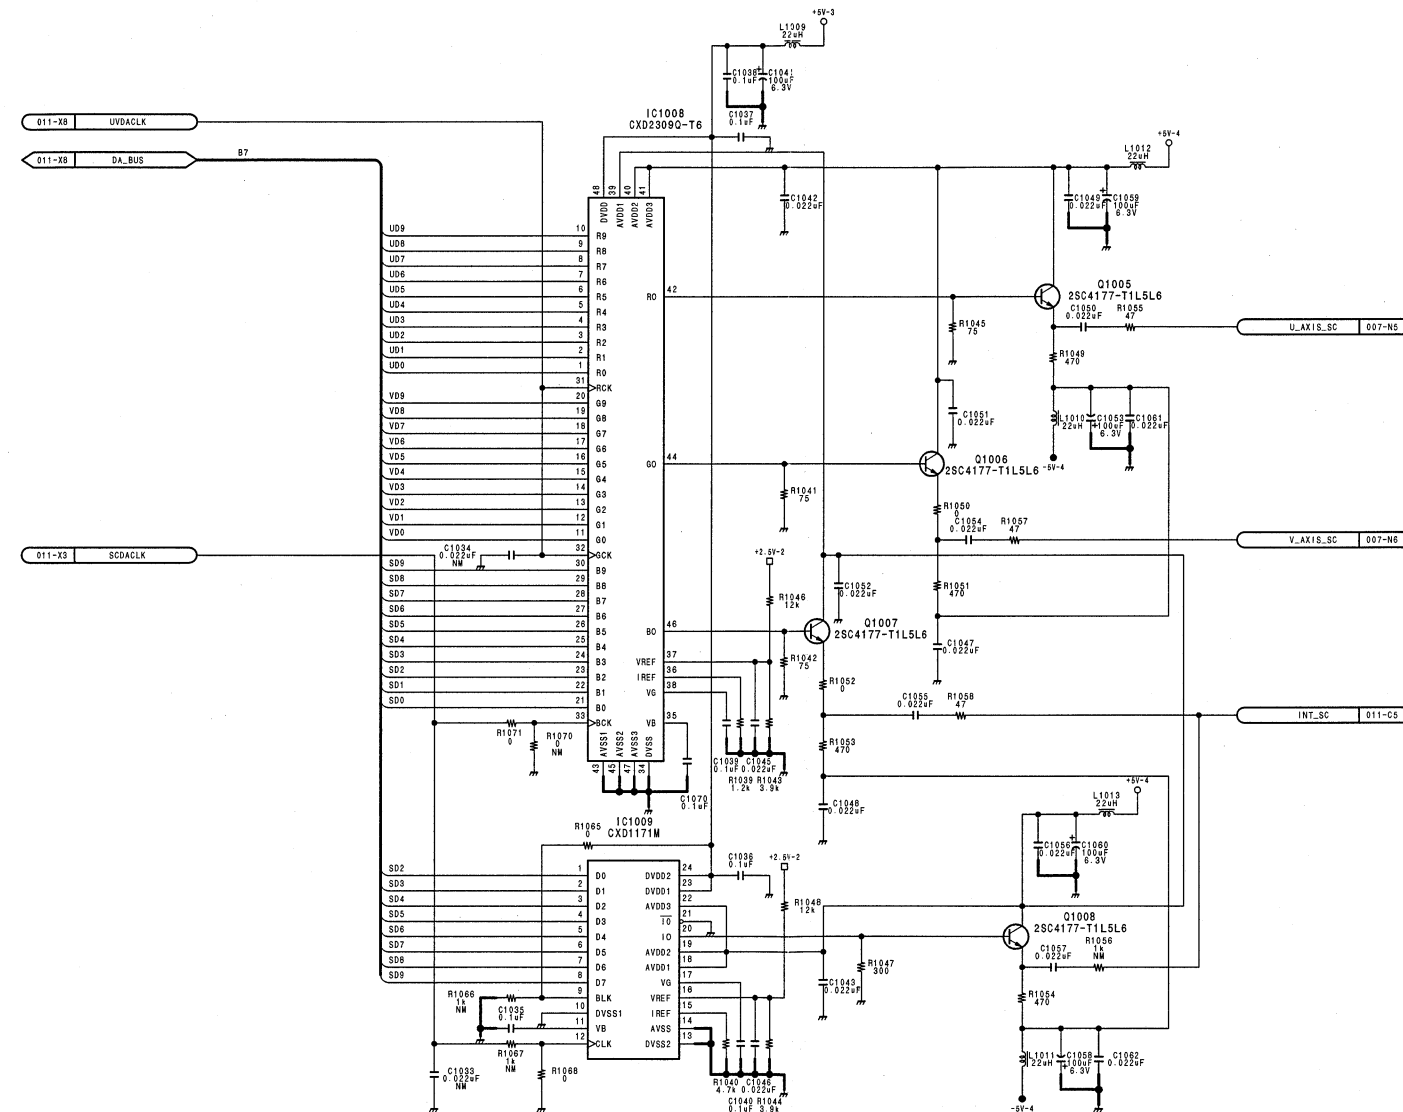 +5V-3
L1009
22uH
C1038
0.1uF
C1041
100uF
6.3V
C1037
0.1uF
IC1008
CXD2309Q-T6
011-X8 UVDACLK
011-X8 DA_BUS
B7
+5V-4
L1012
22uH
48 39 40 41
DVDD AVDD1 AVDD2 AVDD3
C1042
0.022uF
C1049
0.022uF
C1059
100uF
6.3V
UD9 10 R9
UD8 9 R8
UD7 8 R7
UD6 7 R6
UD5 6 R5
UD4 5 R4
UD3 4 R3
UD2 3 R2
UD1 2 R1
UD0 1 R0
31 RCK
RO 42
Q1005
2SC4177-T1L5L6
C1050
0.022uF
R1055
47
U_AXIS_SC 007-N5
R1045
75
R1049
470
L1010
22uH
C1053
100uF
6.3V
C1061
0.022uF
-5V-4
C1051
0.022uF
VD9 20 G9
VD8 19 G8
VD7 18 G7
VD6 17 G6
VD5 16 G5
VD4 15 G4
VD3 14 G3
VD2 13 G2
VD1 12 G1
VD0 11 G0
32 GCK
GO 44
Q1006
2SC4177-T1L5L6
R1041
75
R1050
0
C1054
0.022uF
R1057
47
V_AXIS_SC 007-N6
011-X3 SCDACLK
C1034
0.022uF
NM
+2.5V-2
R1046
12k
C1052
0.022uF
R1051
470
SD9 30 B9
SD8 29 B8
SD7 28 B7
SD6 27 B6
SD5 26 B5
SD4 25 B4
SD3 24 B3
SD2 23 B2
SD1 22 B1
SD0 21 B0
33 BCK
BO 46
VREF 37
IREF 36
VG 38
VB 35
Q1007
2SC4177-T1L5L6
R1042
75
C1047
0.022uF
R1052
0
C1055
0.022uF
R1058
47
INT_SC 011-C5
R1053
470
R1071
0
R1070
0
NM
AVSS1 AVSS2 AVSS3 DVSS
43 45 47 34
C1039
0.1uF
C1045
0.022uF
R1039
1.2k
R1043
3.9k
C1070
0.1uF
C1048
0.022uF
+5V-4
L1013
22uH
IC1009
CXD1171M
R1065
0
C1036
0.1uF
+2.5V-2
C1056
0.022uF
C1060
100uF
6.3V
SD2 1 D0
SD3 2 D1
SD4 3 D2
SD5 4 D3
SD6 5 D4
SD7 6 D5
SD8 7 D6
SD9 8 D7
9 BLK
10 DVSS1
11 VB
12 CLK
DVDD2 24
DVDD1 23
AVDD3 22
IO 21
IO 20
AVDD2 19
AVDD1 18
VG 17
VREF 16
IREF 15
AVSS 14
DVSS2 13
R1048
12k
Q1008
2SC4177-T1L5L6
C1057
0.022uF
R1056
1k
NM
R1047
300
C1043
0.022uF
R1054
470
R1066
1k
NM
C1035
0.1uF
R1067
1k
NM
R1068
0
C1033
0.022uF
NM
R1040
4.7k
C1046
0.022uF
C1040
0.1uF
R1044
3.9k
L1011
22uH
C1058
100uF
6.3V
C1062
0.022uF
-5V-4